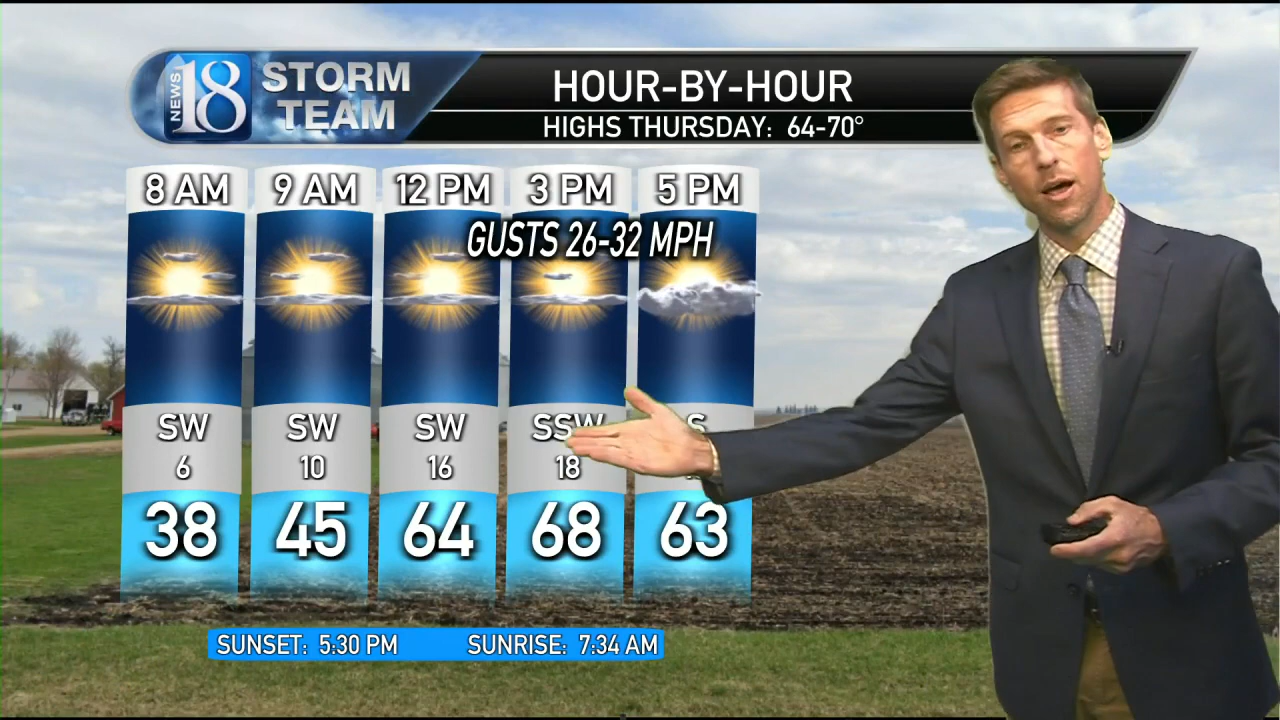 NEWS 18 STORM TEAM
HOUR-BY-HOUR
HIGHS THURSDAY: 64-70°
8 AM 9 AM 12 PM 3 PM 5 PM
GUSTS 26-32 MPH
SW SW SW SSW S
6 10 16 18
38 45 64 68 63
SUNSET: 5:30 PM SUNRISE: 7:34 AM